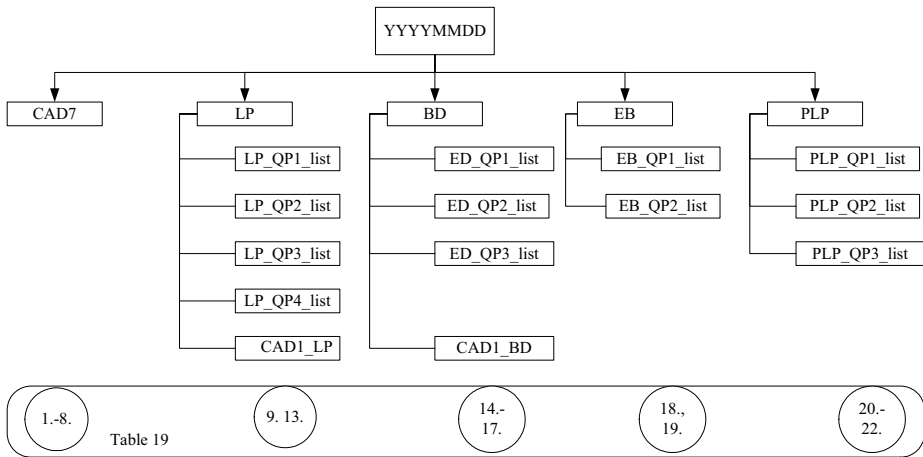 YYYYMMDD
CAD7 LP BD EB PLP
LP_QP1_list ED_QP1_list EB_QP1_list PLP_QP1_list
LP_QP2_list ED_QP2_list EB_QP2_list PLP_QP2_list
LP_QP3_list ED_QP3_list PLP_QP3_list
LP_QP4_list
CAD1_LP CAD1_BD
1.-8. 9. 13. 14.- 18., 20.-
17. 19. 22.
Table 19